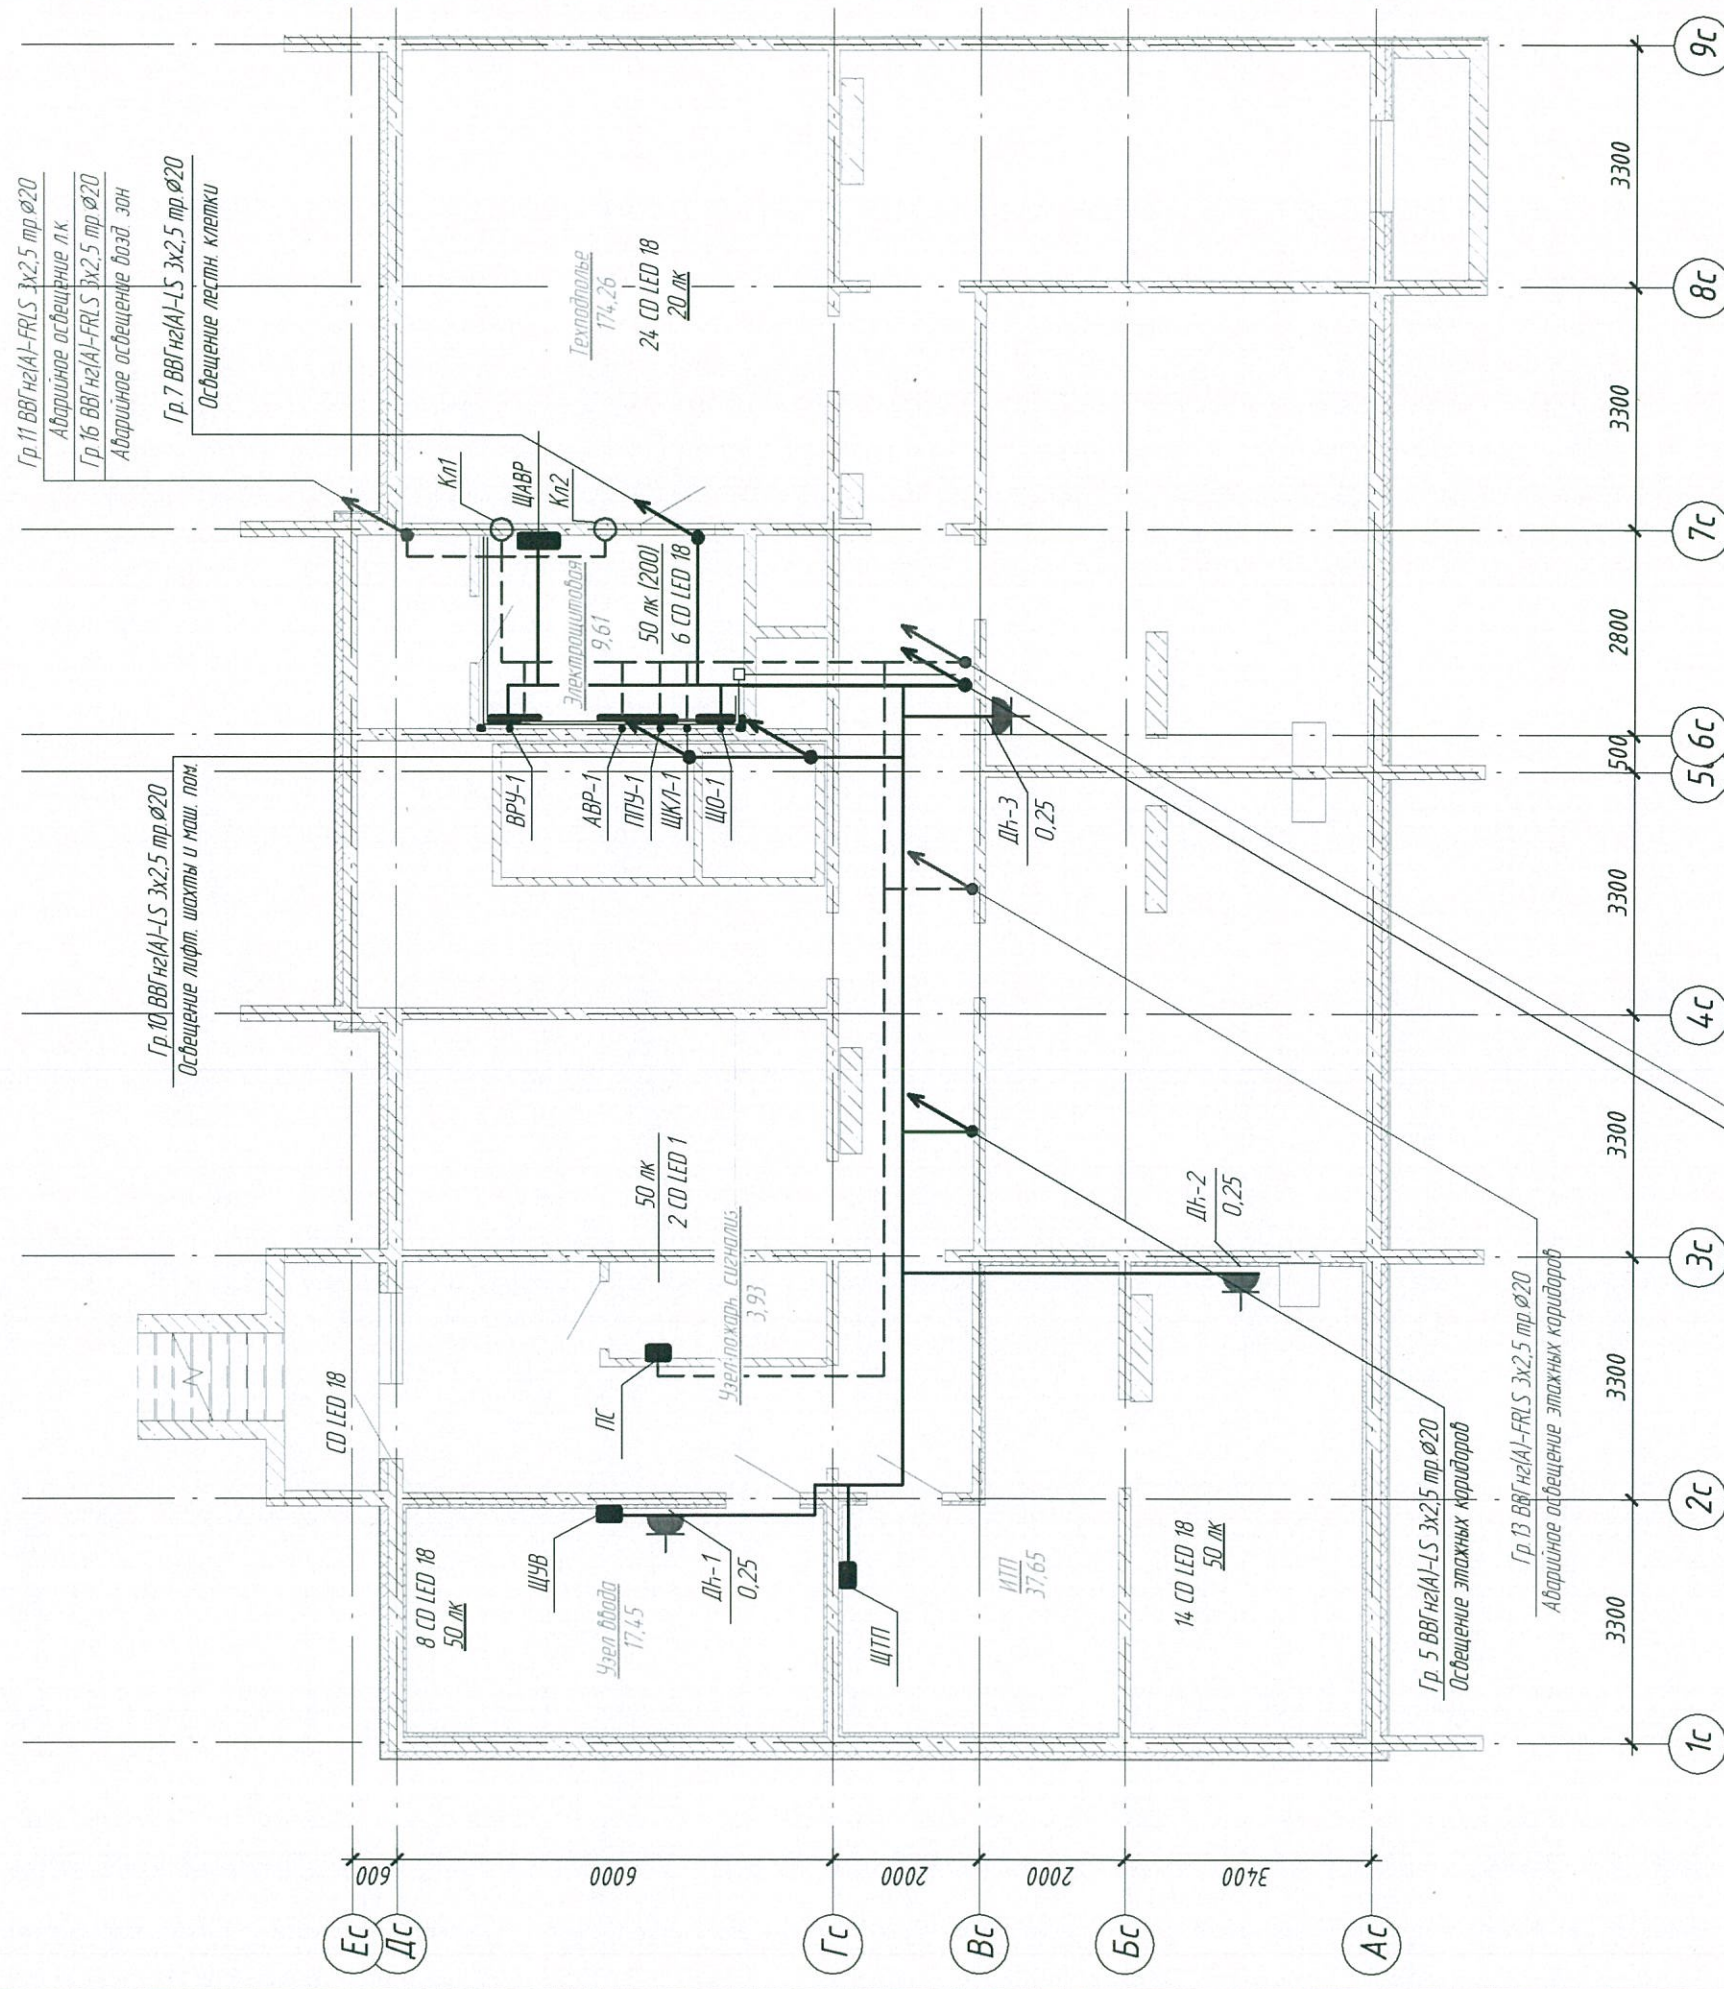 Гр.11 ВВГнг(А)-FRLS 3х2,5 тр.Ø20
Аварийное освещение л.к.
Гр.16 ВВГнг(А)-FRLS 3х2,5 тр.Ø20
Аварийное освещение возд. зон
Гр.7 ВВГнг(А)-LS 3х2,5 тр.Ø20
Освещение лестн. клетки
Гр.10 ВВГнг(А)-LS 3х2,5 тр.Ø20
Освещение лифт. шахты и маш. пом.
CD LED 18
8 CD LED 18
50 лк
ЩУВ
Узел ввода
17,45
Дп-1
0,25
ПС
50 лк
2 CD LED 1
Узел пожарн. сигнализ.
3,93
ВРУ-1
АВР-1
ППУ-1
ЩКЛ-1
ЩО-1
Кл1
ЩАВР
Кл2
Электрощитовая
9,61
50 лк (200)
6 CD LED 18
Техподполье
174,26
24 CD LED 18
20 лк
ЩТП
ИТП
37,65
14 CD LED 18
50 лк
Дп-2
0,25
Дп-3
0,25
Гр. 5 ВВГнг(А)-LS 3х2,5 тр.Ø20
Освещение этажных коридоров
Гр.13 ВВГнг(А)-FRLS 3х2,5 тр.Ø20
Аварийное освещение этажных коридоров
600
6000
2000
2000
3400
Ес
Дс
Гс
Вс
Бс
Ас
3300
3300
3300
3300
500
2800
3300
3300
1с
2с
3с
4с
5с
6с
7с
8с
9с